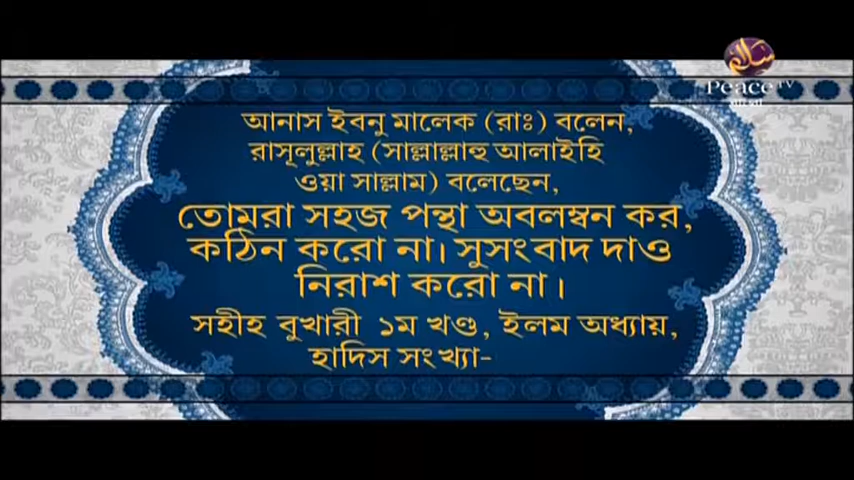 Peace TV
বাংলা
আনাস ইবনু মালেক (রাঃ) বলেন,
রাসূলুল্লাহ (সাল্লাল্লাহু আলাইহি
ওয়া সাল্লাম) বলেছেন,
তোমরা সহজ পন্থা অবলম্বন কর,
কঠিন করো না। সুসংবাদ দাও
নিরাশ করো না।
সহীহ বুখারী ১ম খণ্ড, ইলম অধ্যায়,
হাদিস সংখ্যা-